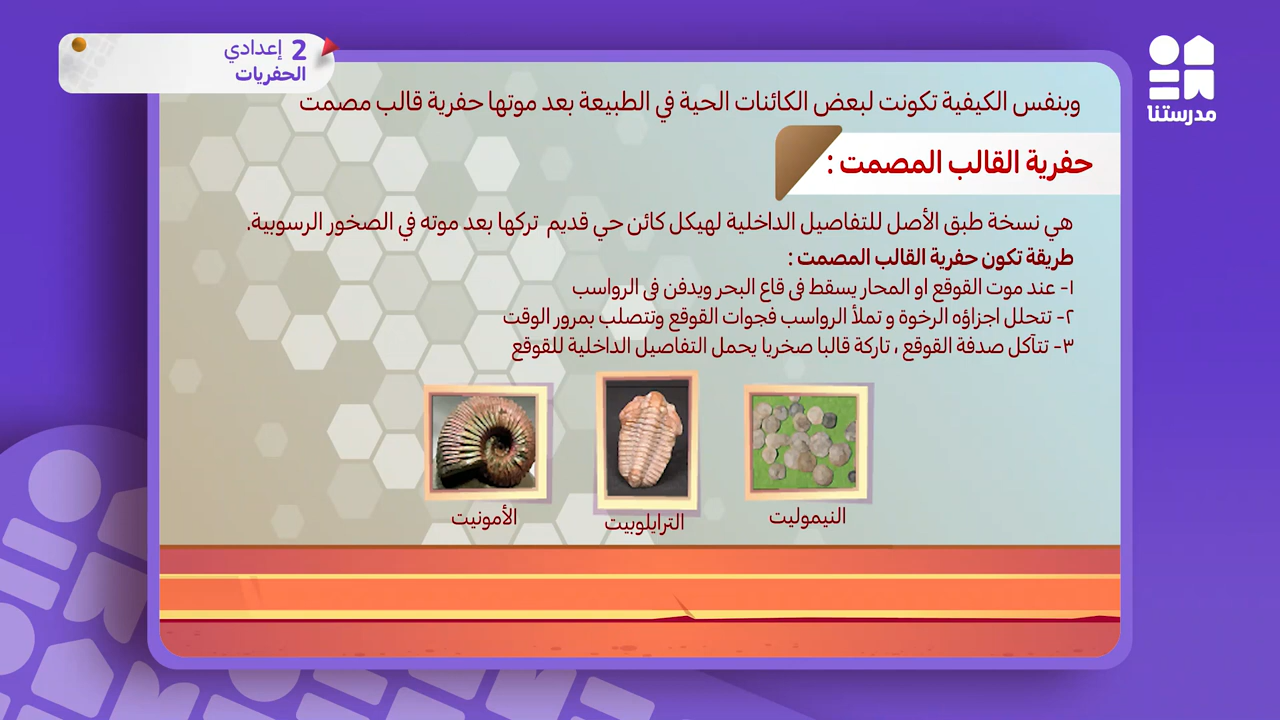 2 إعدادي
الحفريات
مدرستنا
وبنفس الكيفية تكونت لبعض الكائنات الحية في الطبيعة بعد موتها حفرية قالب مصمت
حفرية القالب المصمت :
هي نسخة طبق الأصل للتفاصيل الداخلية لهيكل كائن حي قديم تركها بعد موته في الصخور الرسوبية.
طريقة تكون حفرية القالب المصمت :
١- عند موت القوقع او المحار يسقط فى قاع البحر ويدفن فى الرواسب
٢- تتحلل اجزاؤه الرخوة و تملأ الرواسب فجوات القوقع وتتصلب بمرور الوقت
٣- تتآكل صدفة القوقع ، تاركة قالبا صخريا يحمل التفاصيل الداخلية للقوقع
النيموليت
الترايلوبيت
الأمونيت